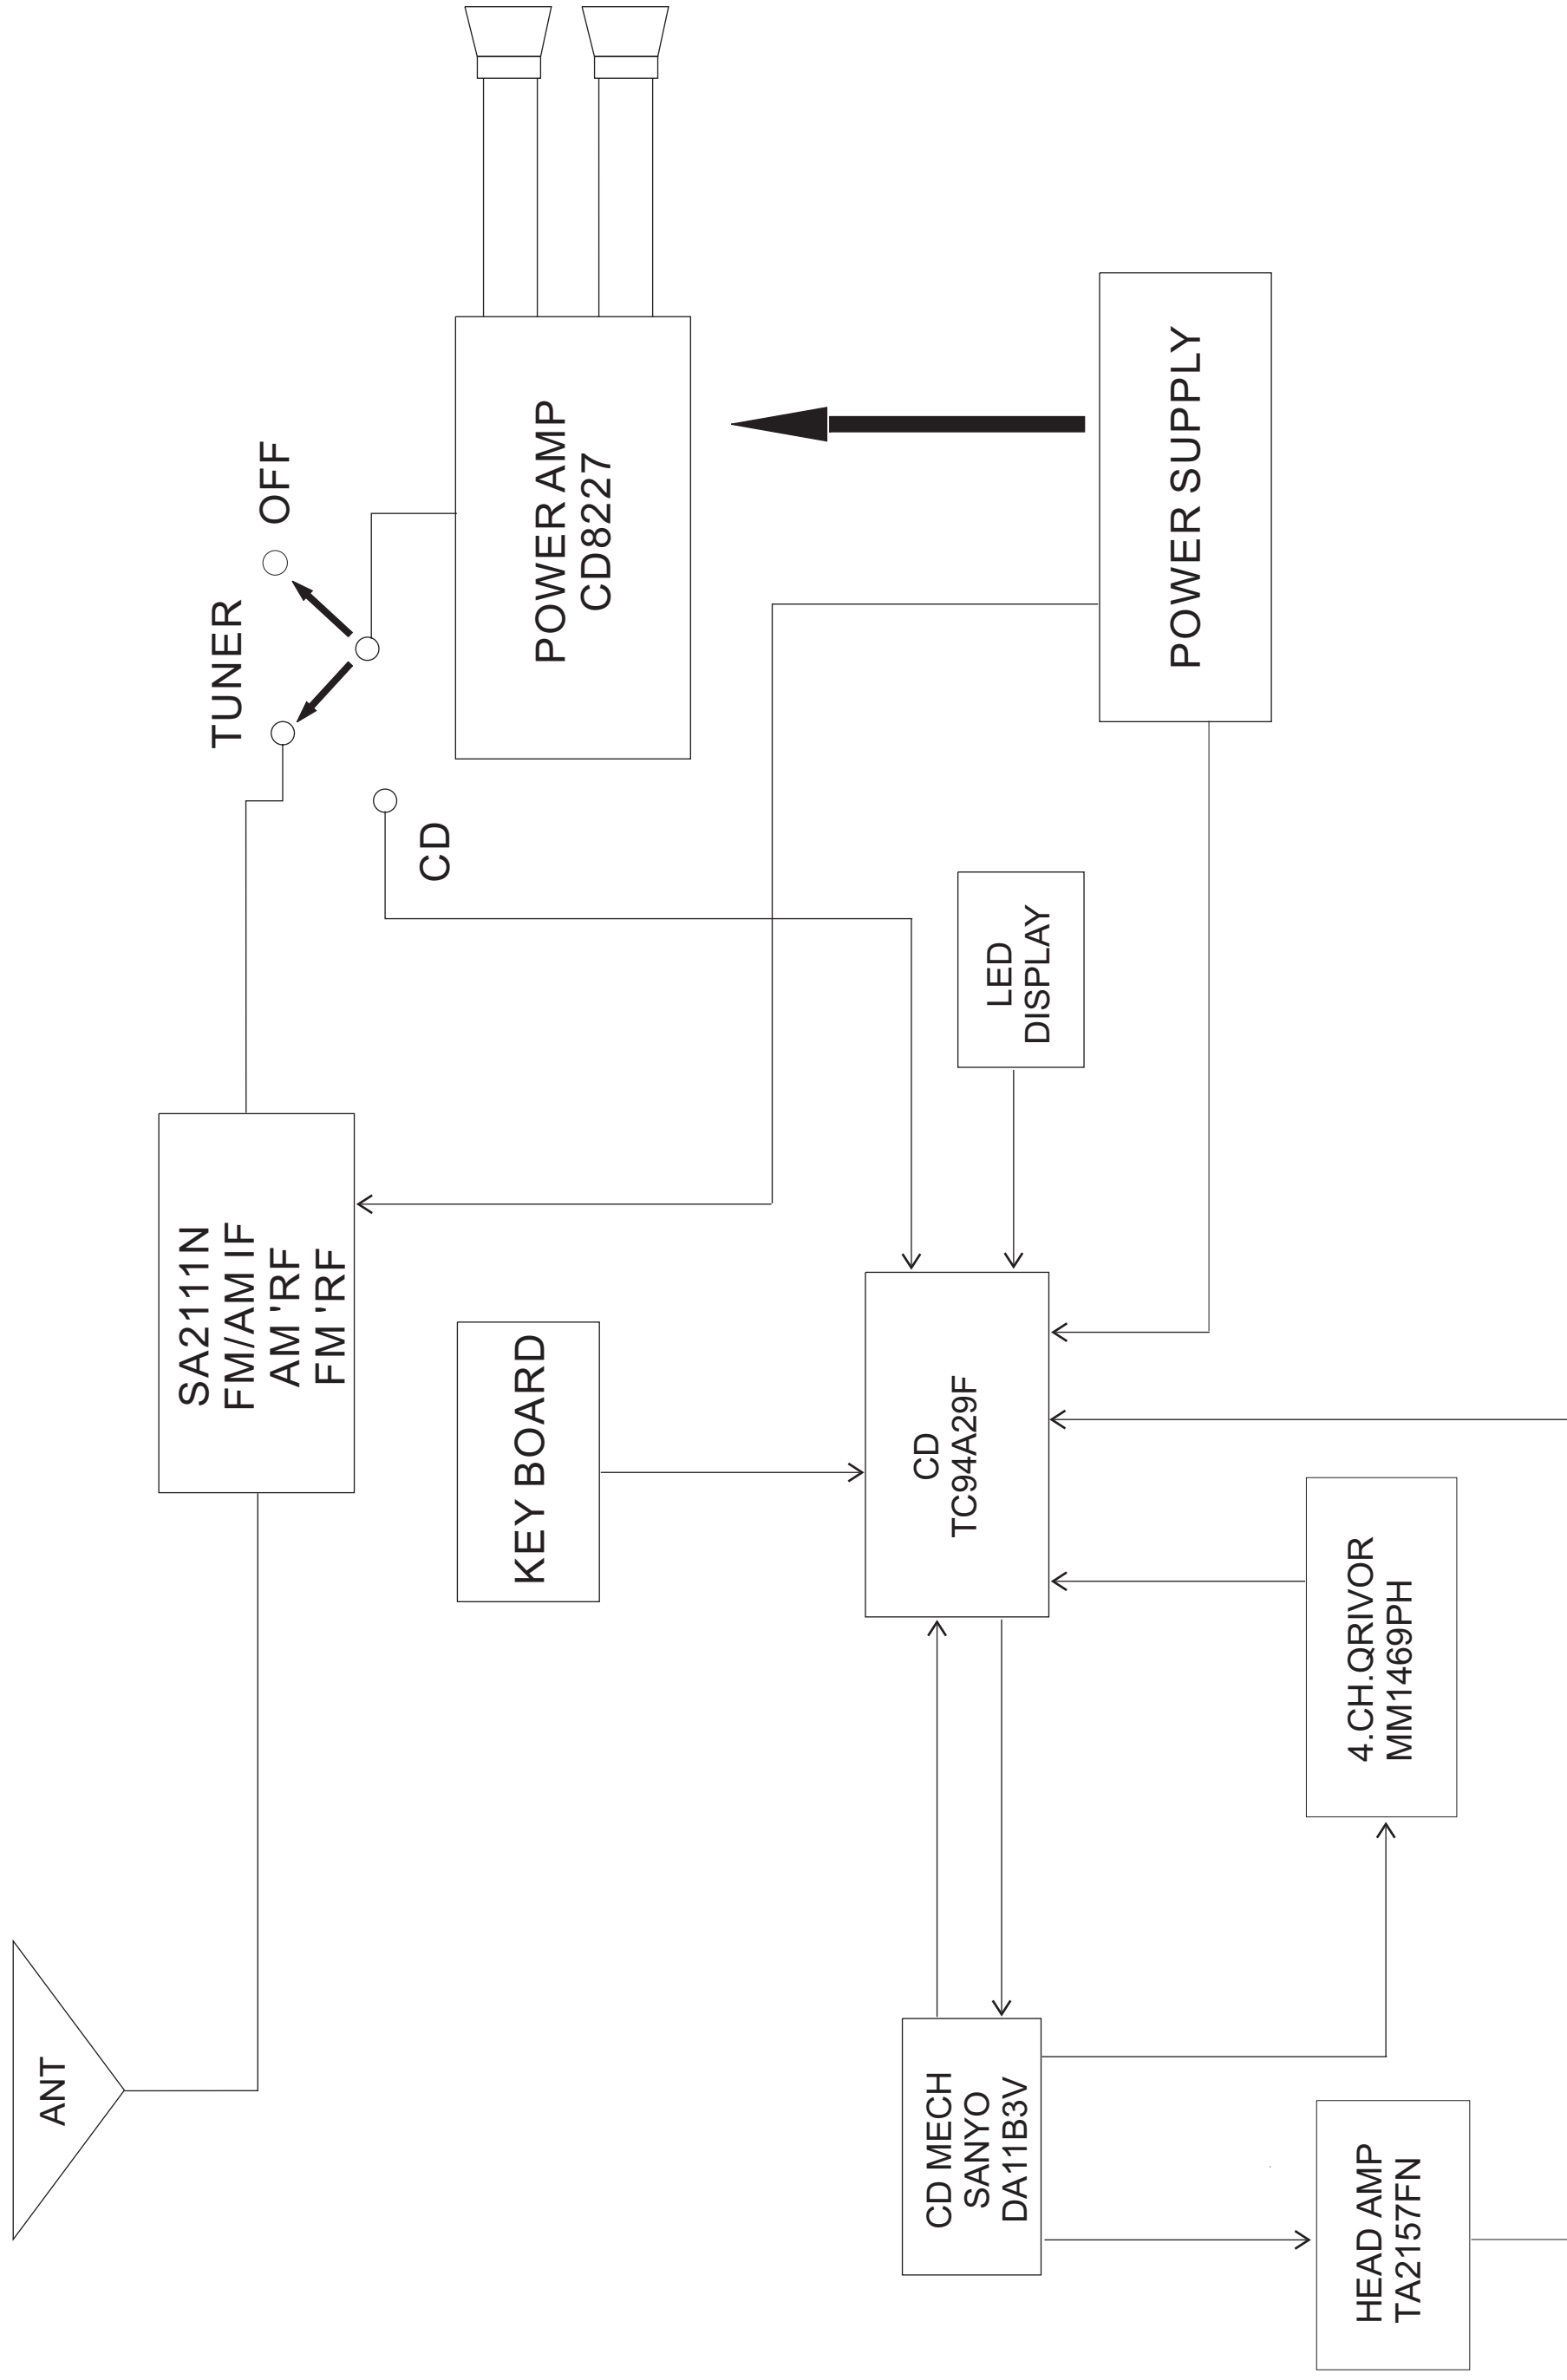 ANT
SA2111N
FM/AM IF
AM 'RF
FM 'RF
TUNER
OFF
CD
KEY BOARD
POWER AMP
CD8227
CD MECH
SANYO
DA11B3V
CD
TC94A29F
LED
DISPLAY
POWER SUPPLY
HEAD AMP
TA2157FN
4.CH.QRIVOR
MM1469PH